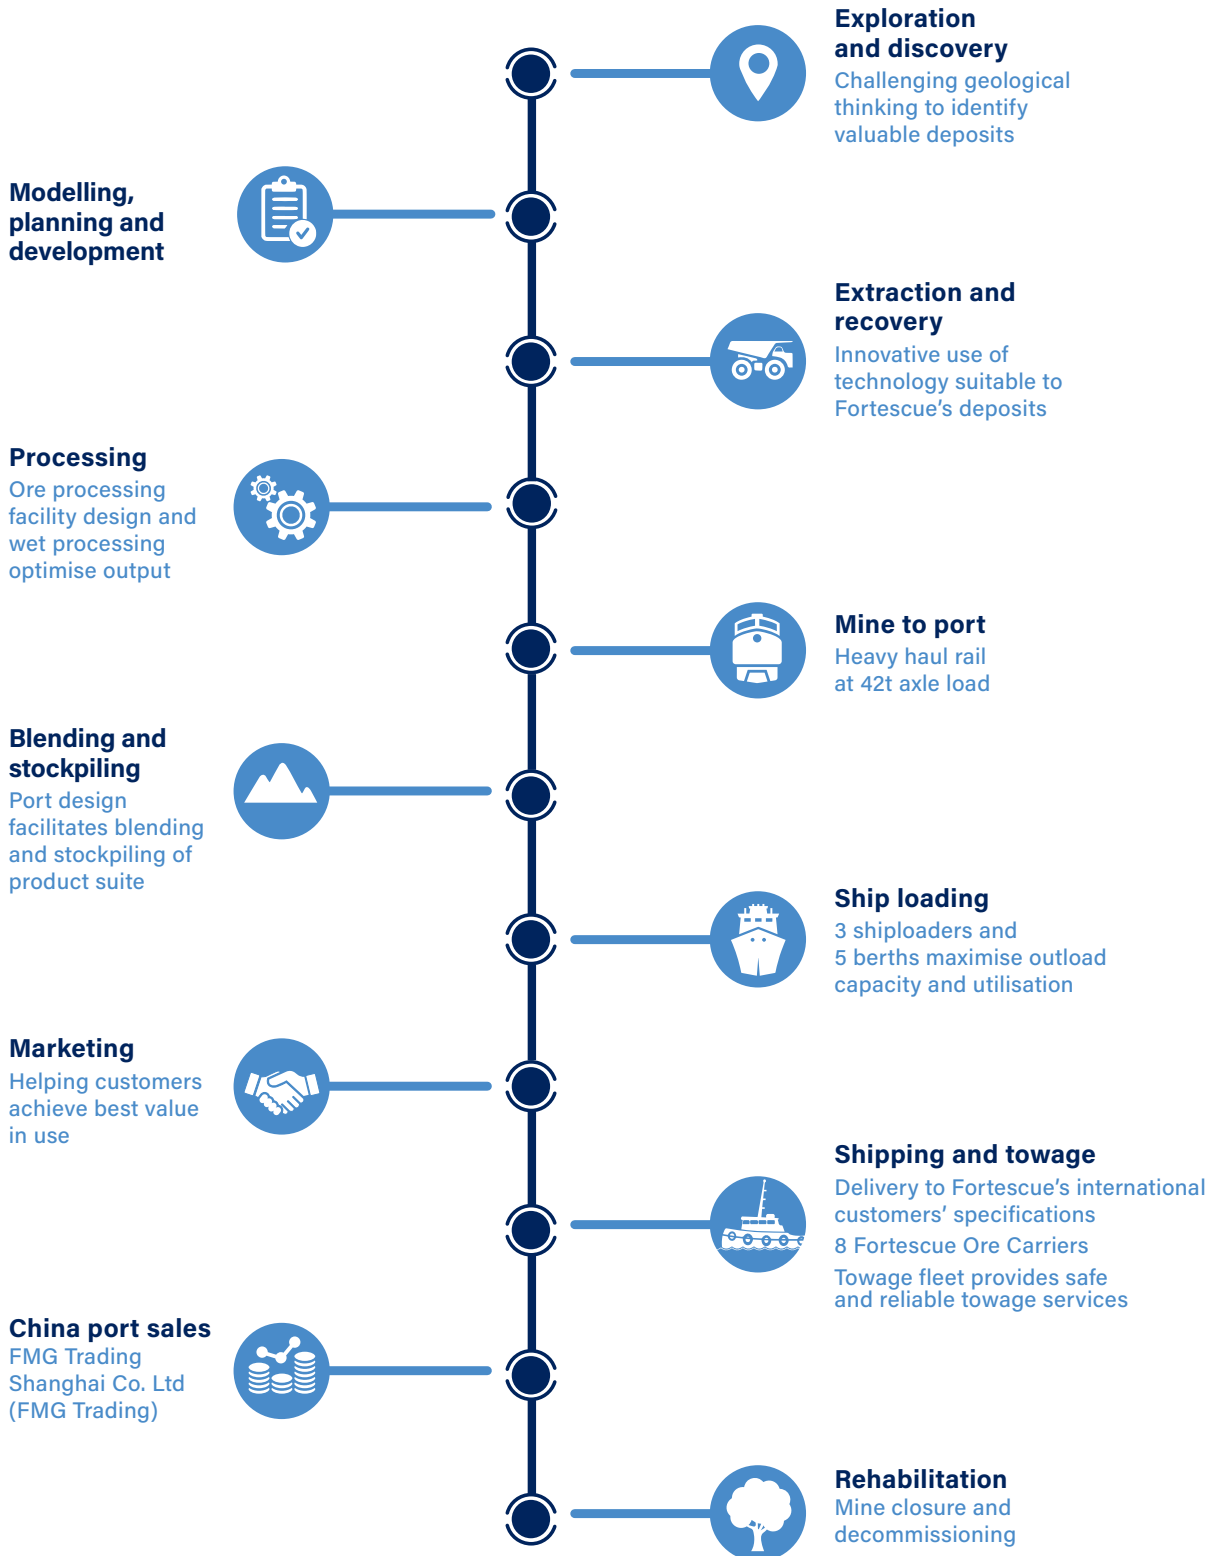 Exploration
and discovery
Challenging geological
thinking to identify
valuable deposits
Modelling,
planning and
development
Extraction and
recovery
Innovative use of
technology suitable to
Fortescue’s deposits
Processing
Ore processing
facility design and
wet processing
optimise output
Mine to port
Heavy haul rail
at 42t axle load
Blending and
stockpiling
Port design
facilitates blending
and stockpiling of
product suite
Ship loading
3 shiploaders and
5 berths maximise outload
capacity and utilisation
Marketing
Helping customers
achieve best value
in use
Shipping and towage
Delivery to Fortescue’s international
customers’ specifications
8 Fortescue Ore Carriers
Towage fleet provides safe
and reliable towage services
China port sales
FMG Trading
Shanghai Co. Ltd
(FMG Trading)
Rehabilitation
Mine closure and
decommissioning